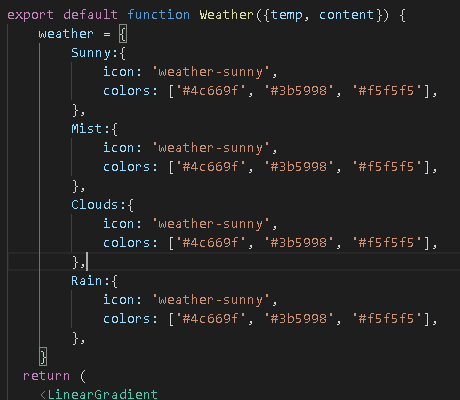 export default function Weather({temp, content}) {
    weather = {
        Sunny:{
            icon: 'weather-sunny',
            colors: ['#4c669f', '#3b5998', '#f5f5f5'],
        },
        Mist:{
            icon: 'weather-sunny',
            colors: ['#4c669f', '#3b5998', '#f5f5f5'],
        },
        Clouds:{
            icon: 'weather-sunny',
            colors: ['#4c669f', '#3b5998', '#f5f5f5'],
        },
        Rain:{
            icon: 'weather-sunny',
            colors: ['#4c669f', '#3b5998', '#f5f5f5'],
        },
    }
  return (
    <LinearGradient